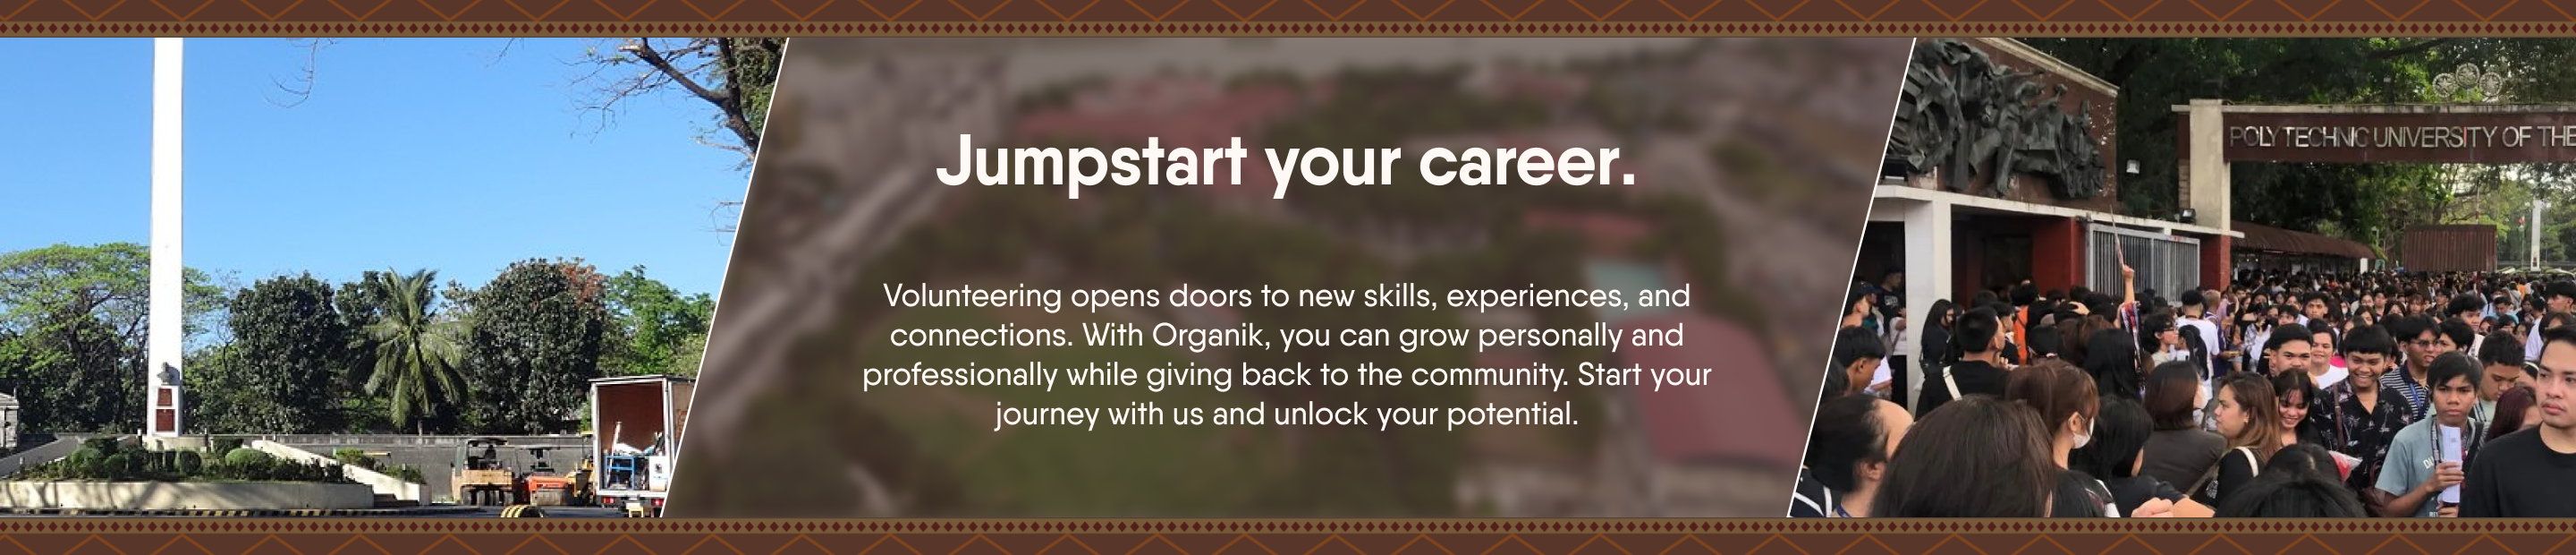 Jumpstart your career.
Volunteering opens doors to new skills, experiences, and
connections. With Organik, you can grow personally and
professionally while giving back to the community. Start your
journey with us and unlock your potential.
POLYTECHNIC UNIVERSITY OF THE